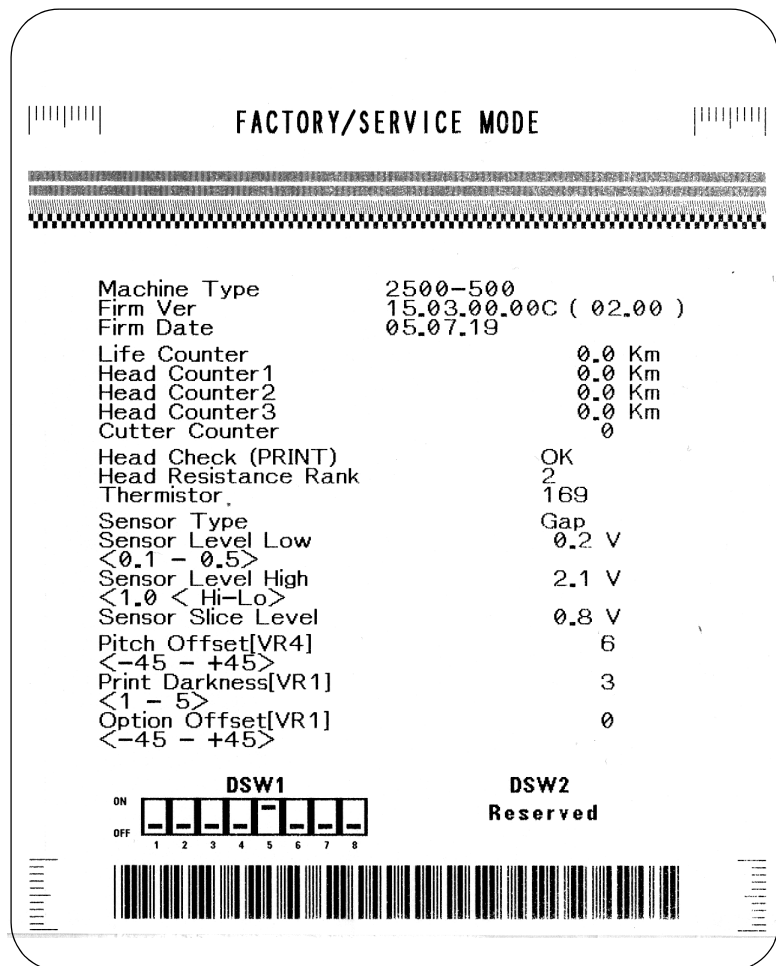 FACTORY/SERVICE MODE
Machine Type 2500-500
Firm Ver 15.03.00.00C ( 02.00 )
Firm Date 05.07.19
Life Counter 0.0 Km
Head Counter1 0.0 Km
Head Counter2 0.0 Km
Head Counter3 0.0 Km
Cutter Counter 0
Head Check (PRINT) OK
Head Resistance Rank 2
Thermistor 169
Sensor Type Gap
Sensor Level Low 0.2 V
<0.1 - 0.5>
Sensor Level High 2.1 V
<1.0 < Hi-Lo>
Sensor Slice Level 0.8 V
Pitch Offset[VR4] 6
<-45 - +45>
Print Darkness[VR1] 3
<1 - 5>
Option Offset[VR1] 0
<-45 - +45>
DSW1 DSW2
ON Reserved
OFF
1 2 3 4 5 6 7 8